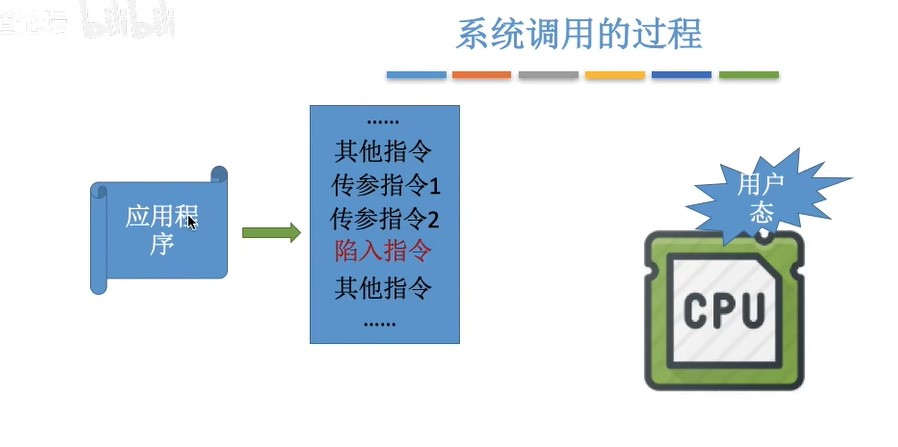 bilibili
系统调用的过程
……
其他指令
传参指令1
传参指令2
陷入指令
其他指令
……
应用程
序
用户
态
CPU